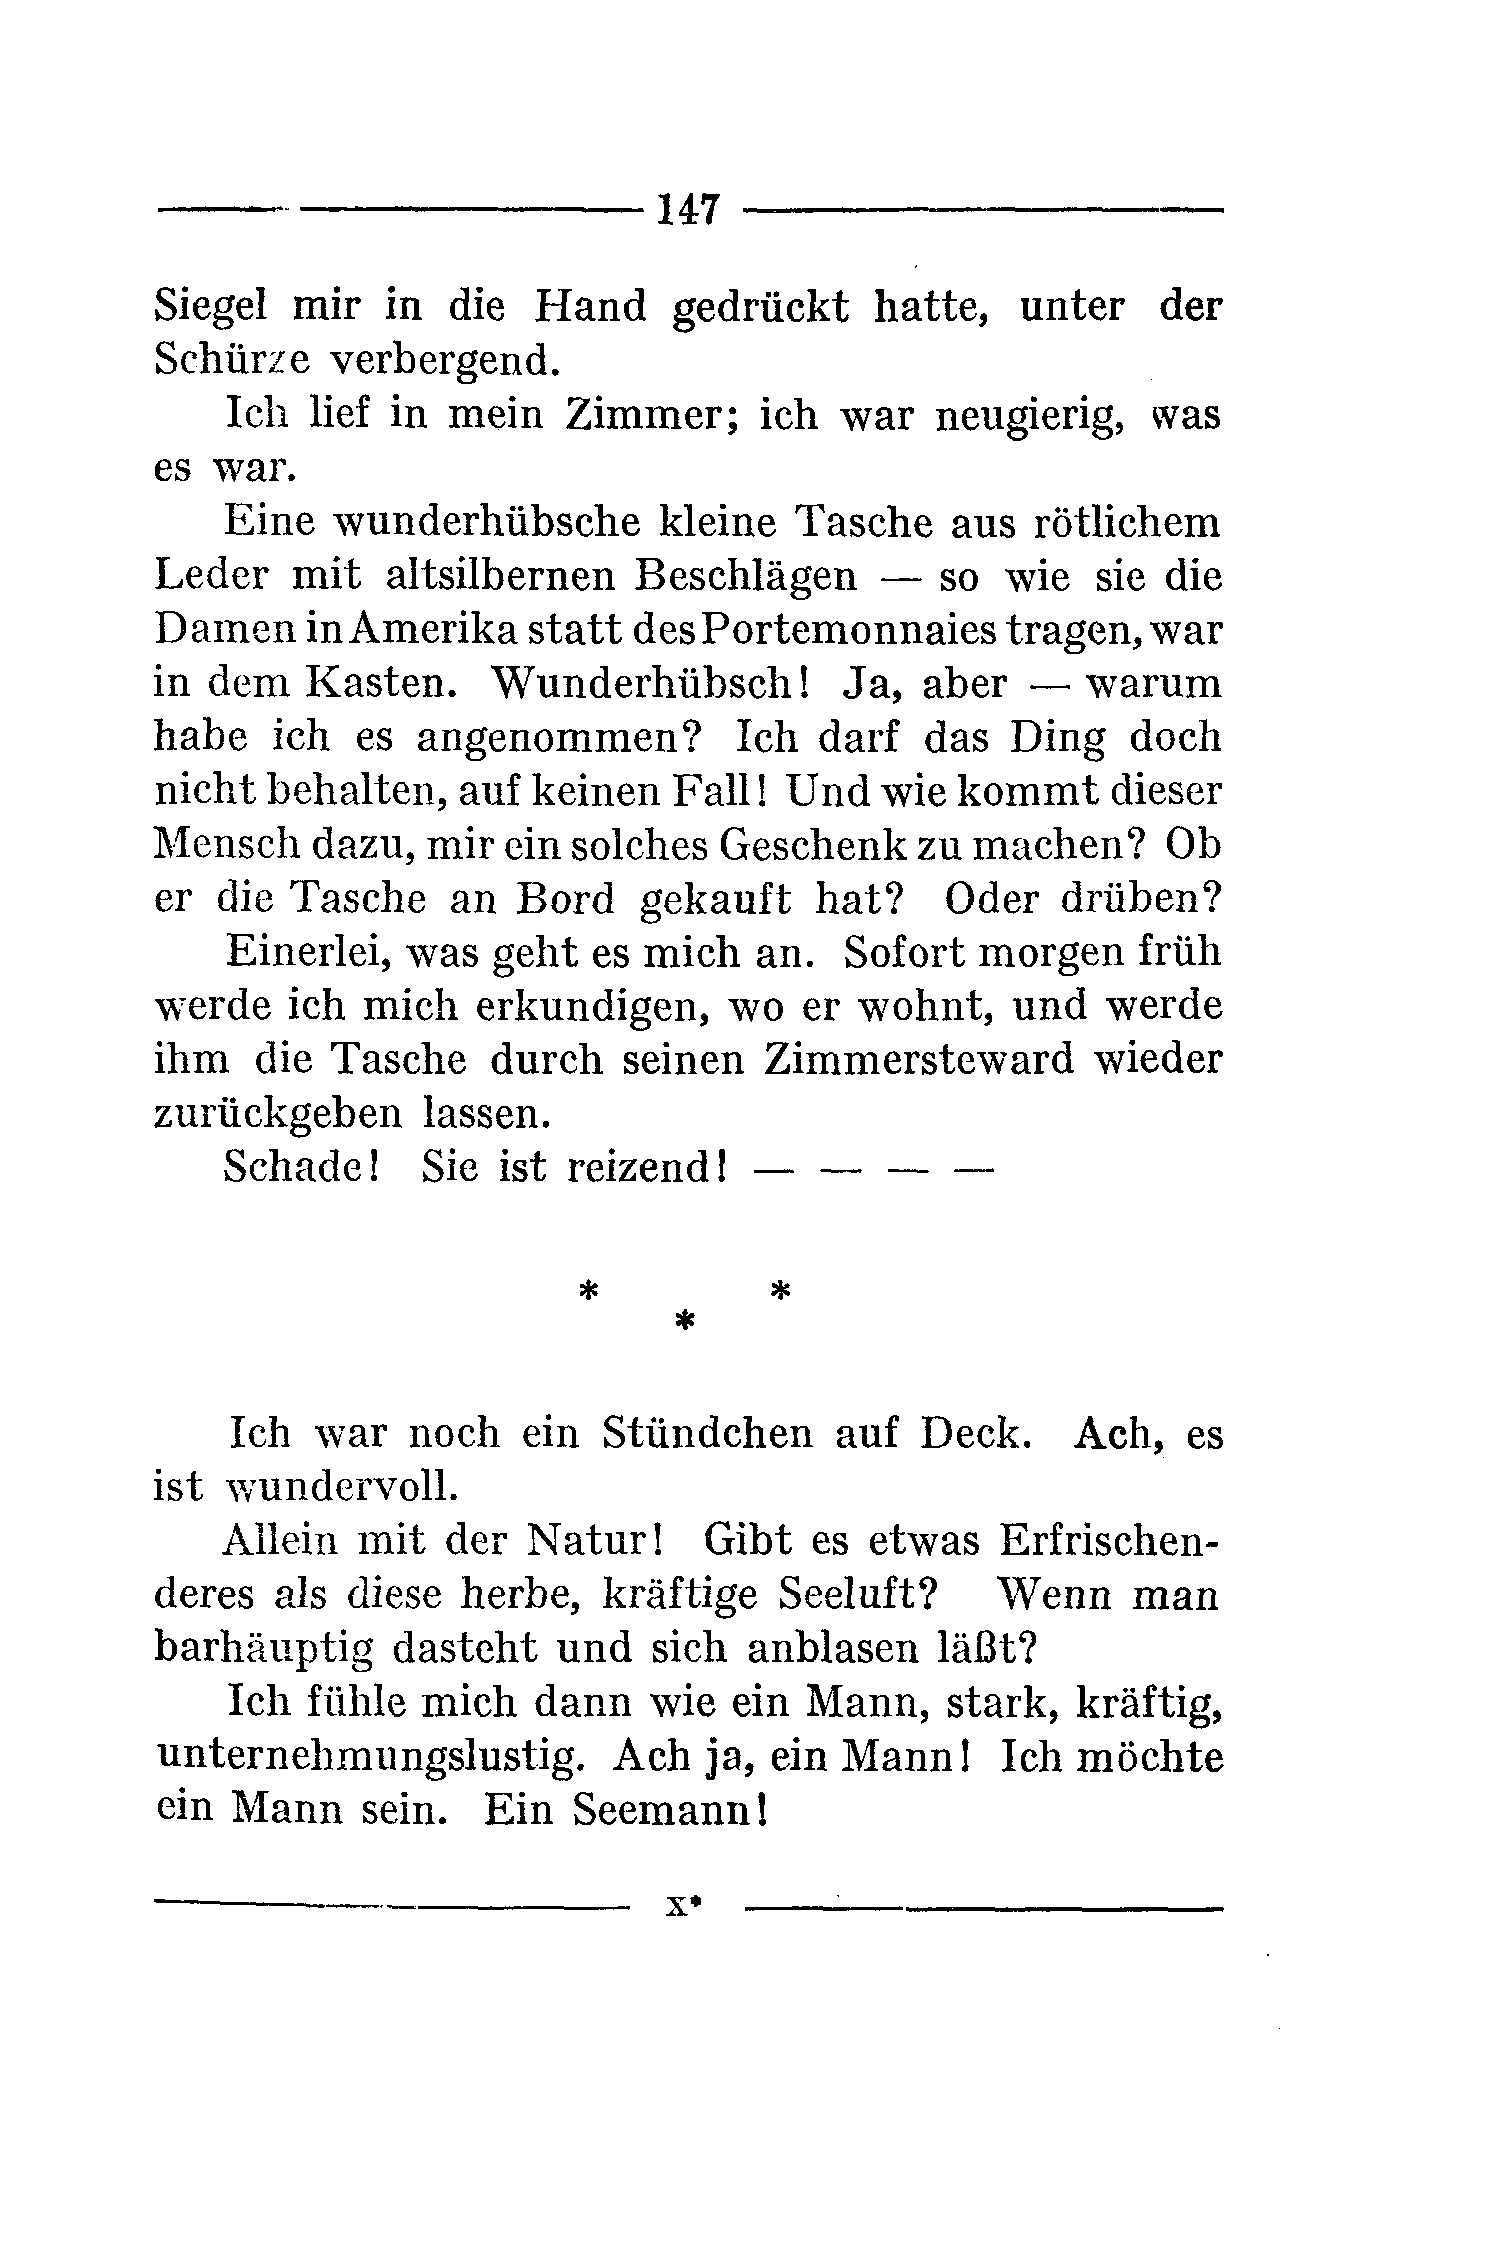 147
Siegel mir in die Hand gedrückt hatte, unter der
Schürze verbergend.
Ich lief in mein Zimmer; ich war neugierig, was
es war.
Eine wunderhübsche kleine Tasche aus rötlichem
Leder mit altsilbernen Beschlägen — so wie sie die
Damen in Amerika statt des Portemonnaies tragen, war
in dem Kasten. Wunderhübsch! Ja, aber — warum
habe ich es angenommen? Ich darf das Ding doch
nicht behalten, auf keinen Fall! Und wie kommt dieser
Mensch dazu, mir ein solches Geschenk zu machen? Ob
er die Tasche an Bord gekauft hat? Oder drüben?
Einerlei, was geht es mich an. Sofort morgen früh
werde ich mich erkundigen, wo er wohnt, und werde
ihm die Tasche durch seinen Zimmersteward wieder
zurückgeben lassen.
Schade! Sie ist reizend! — — — —
* *
*
Ich war noch ein Stündchen auf Deck. Ach, es
ist wundervoll.
Allein mit der Natur! Gibt es etwas Erfrischen-
deres als diese herbe, kräftige Seeluft? Wenn man
barhäuptig dasteht und sich anblasen läßt?
Ich fühle mich dann wie ein Mann, stark, kräftig,
unternehmungslustig. Ach ja, ein Mann! Ich möchte
ein Mann sein. Ein Seemann!
X*